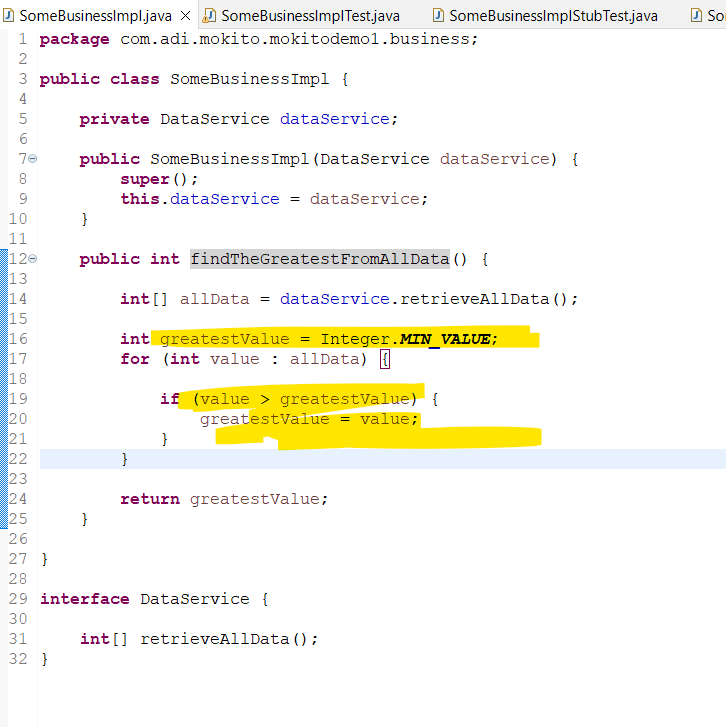 SomeBusinessImpl.java SomeBusinessImplTest.java SomeBusinessImplStubTest.java So
1 package com.adi.mokito.mokitodemo1.business;
2
3 public class SomeBusinessImpl {
4
5 private DataService dataService;
6
7 public SomeBusinessImpl(DataService dataService) {
8 super();
9 this.dataService = dataService;
10 }
11
12 public int findTheGreatestFromAllData() {
13
14 int[] allData = dataService.retrieveAllData();
15
16 int greatestValue = Integer.MIN_VALUE;
17 for (int value : allData) {
18
19 if (value > greatestValue) {
20 greatestValue = value;
21 }
22 }
23
24 return greatestValue;
25 }
26
27 }
28
29 interface DataService {
30
31 int[] retrieveAllData();
32 }